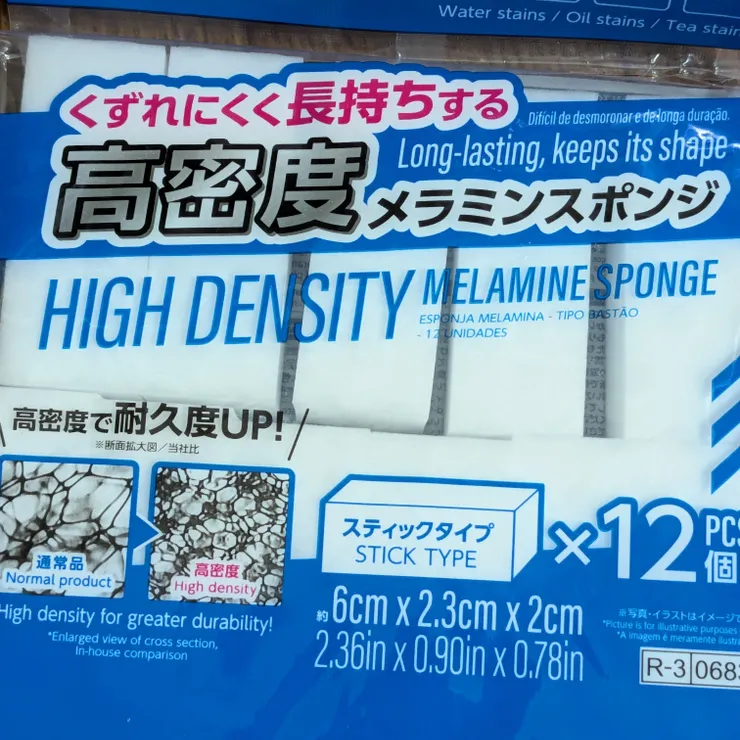 Water stains / Oil stains / Tea stain
くずれにくく長持ちする
Difícil de desmoronar e de longa duração.
Long-lasting, keeps its shape
高密度メラミンスポンジ
HIGH DENSITY MELAMINE SPONGE
ESPONJA MELAMINA - TIPO BASTÃO
- 12 UNIDADES
高密度で耐久度UP!
※断面拡大図/当社比
通常品
Normal product
高密度
High density
High density for greater durability!
*Enlarged view of cross section,
In-house comparison
スティックタイプ
STICK TYPE
×12 PCS
個
約6cm x 2.3cm x 2cm
2.36in x 0.90in x 0.78in
※写真・イラストはイメージで
*Picture is for illustrative purposes
*A imagem é meramente ilustra
R-3 0683